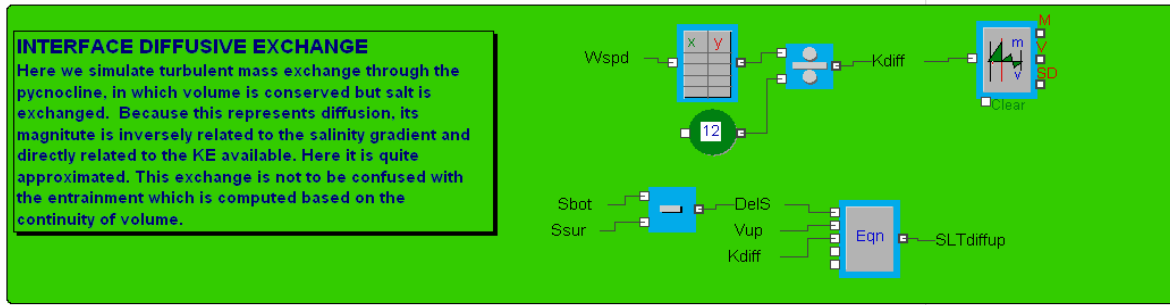 INTERFACE DIFFUSIVE EXCHANGE
Here we simulate turbulent mass exchange through the
pycnocline, in which volume is conserved but salt is
exchanged. Because this represents diffusion, its
magnitute is inversely related to the salinity gradient and
directly related to the KE available. Here it is quite
approximated. This exchange is not to be confused with
the entrainment which is computed based on the
continuity of volume.
Wspd
x y
12
Kdiff
m
v
M
V
SD
Clear
Sbot
Ssur
DelS
Vup
Kdiff
Eqn
SLTdiffup